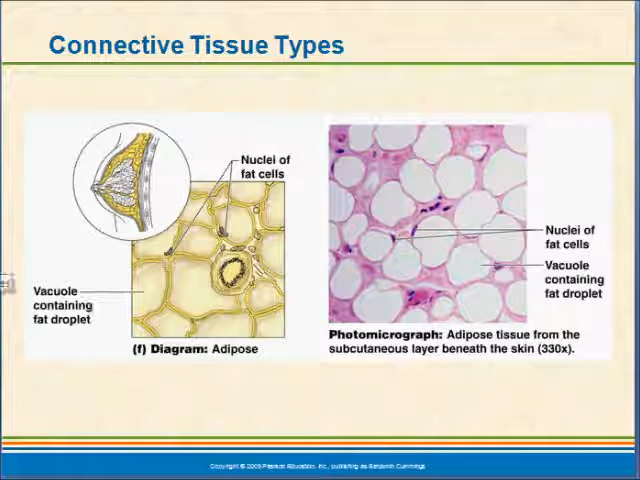 Connective Tissue Types
Nuclei of
fat cells
Vacuole
containing
fat droplet
(f) Diagram: Adipose
Nuclei of
fat cells
Vacuole
containing
fat droplet
Photomicrograph: Adipose tissue from the
subcutaneous layer beneath the skin (330x).
Copyright © 2009 Pearson Education, Inc., publishing as Benjamin Cummings